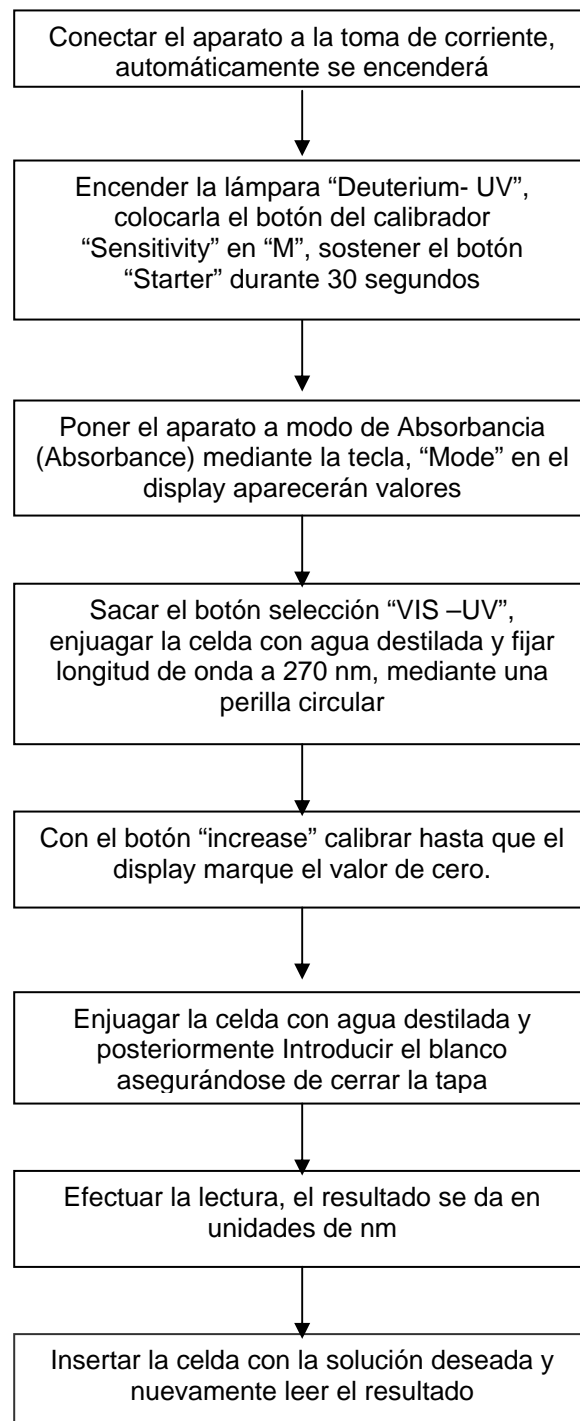 Conectar el aparato a la toma de corriente,
automáticamente se encenderá
Encender la lámpara “Deuterium- UV”,
colocarla el botón del calibrador
“Sensitivity” en “M”, sostener el botón
“Starter” durante 30 segundos
Poner el aparato a modo de Absorbancia
(Absorbance) mediante la tecla, “Mode” en el
display aparecerán valores
Sacar el botón selección “VIS –UV”,
enjuagar la celda con agua destilada y fijar
longitud de onda a 270 nm, mediante una
perilla circular
Con el botón “increase” calibrar hasta que el
display marque el valor de cero.
Enjuagar la celda con agua destilada y
posteriormente Introducir el blanco
asegurándose de cerrar la tapa
Efectuar la lectura, el resultado se da en
unidades de nm
Insertar la celda con la solución deseada y
nuevamente leer el resultado